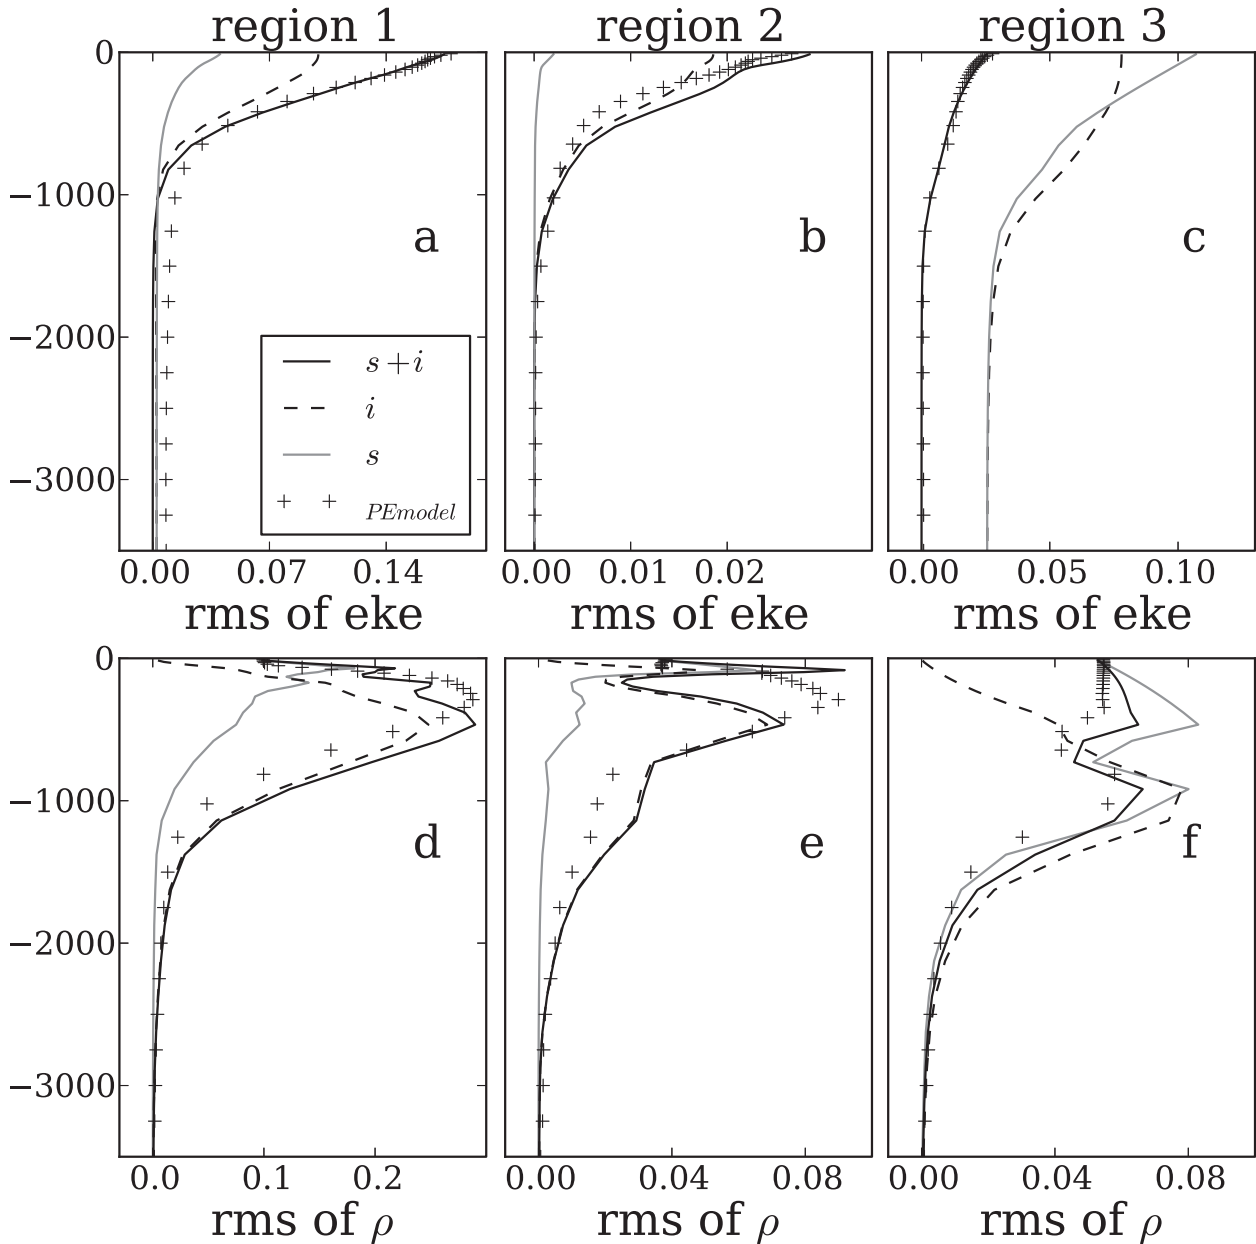 region 1 region 2 region 3
0
−1000
−2000
−3000
a
b
c
s+i
i
s
PEmodel
0.00 0.07 0.14
0.00 0.01 0.02
0.00 0.05 0.10
rms of eke rms of eke rms of eke
0
−1000
−2000
−3000
d
e
f
0.0 0.1 0.2
0.00 0.04 0.08
0.00 0.04 0.08
rms of ρ rms of ρ rms of ρ